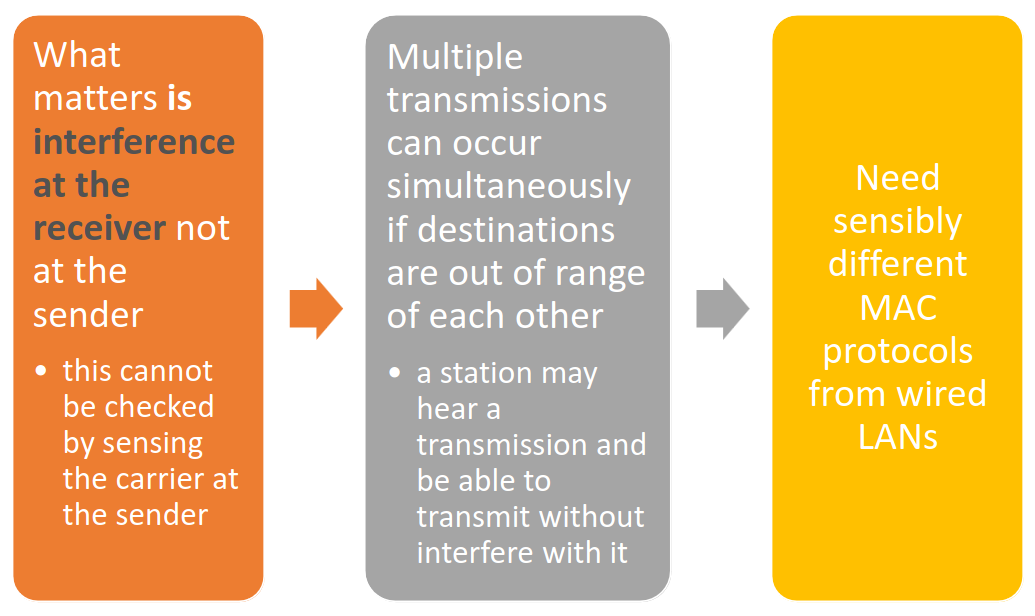 What
matters is
interference
at the
receiver not
at the
sender
• this cannot
be checked
by sensing
the carrier at
the sender
Multiple
transmissions
can occur
simultaneously
if destinations
are out of range
of each other
• a station may
hear a
transmission and
be able to
transmit without
interfere with it
Need
sensibly
different
MAC
protocols
from wired
LANs